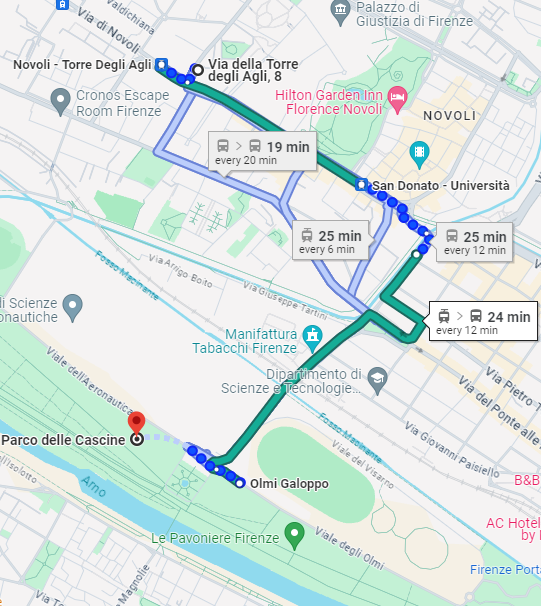 Valdichiana
Palazzo di
Giustizia di Firenze
Via di Novoli
Novoli - Torre Degli Agli
Via della Torre
degli Agli, 8
Cronos Escape
Room Firenze
Hilton Garden Inn
Florence Novoli
NOVOLI
19 min
every 20 min
San Donato - Università
25 min
every 6 min
25 min
every 12 min
Fosso Macinante
Via Arrigo Boito
Via Giuseppe Tartini
li Scienze
onautiche
24 min
every 12 min
Manifattura
Tabacchi Firenze
Viale dell'Aeronautica
Dipartimento di
Scienze e Tecnologie...
Via Pietro T
Via del Ponte alle
Parco delle Cascine
Fosso Macinante
Via Giovanni Paisiello
Viale del Visarno
Olmi Galoppo
B&B
Arno
AC Hotel
by
Le Pavoniere Firenze
Viale degli Olmi
Firenze Porta
Magnolie